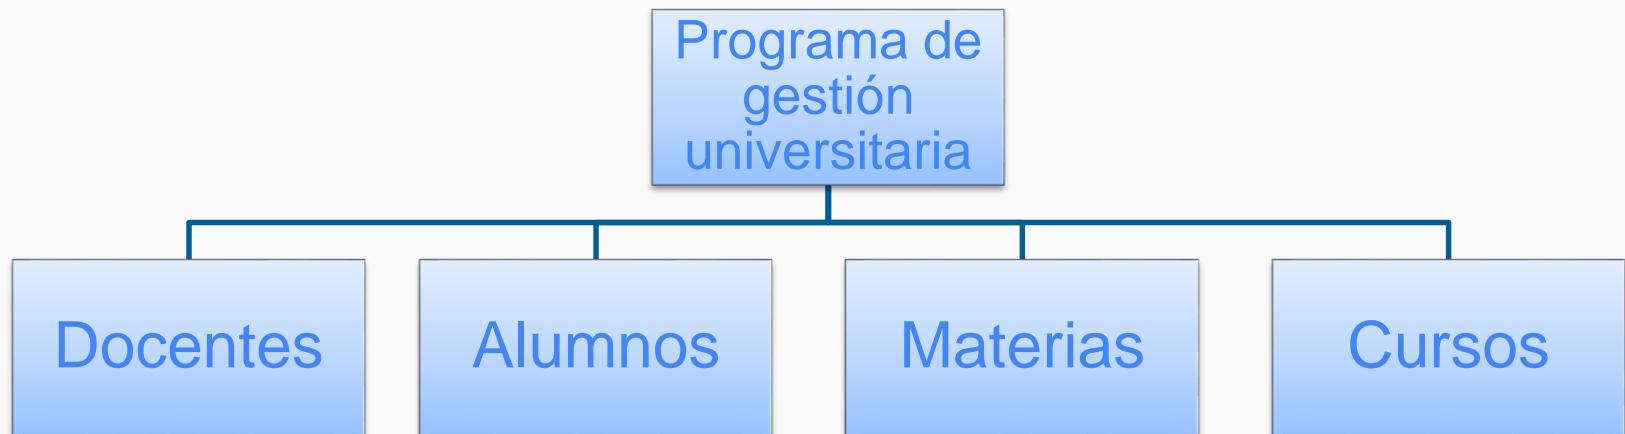 Programa de
gestión
universitaria
Docentes
Alumnos
Materias
Cursos